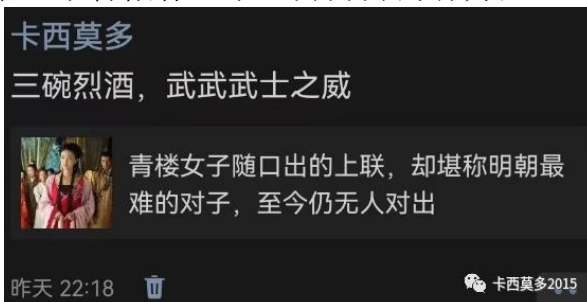 卡西莫多
三碗烈酒，武武武士之威
青楼女子随口出的上联，却堪称明朝最
难的对子，至今仍无人对出
昨天 22:18
卡西莫多2015